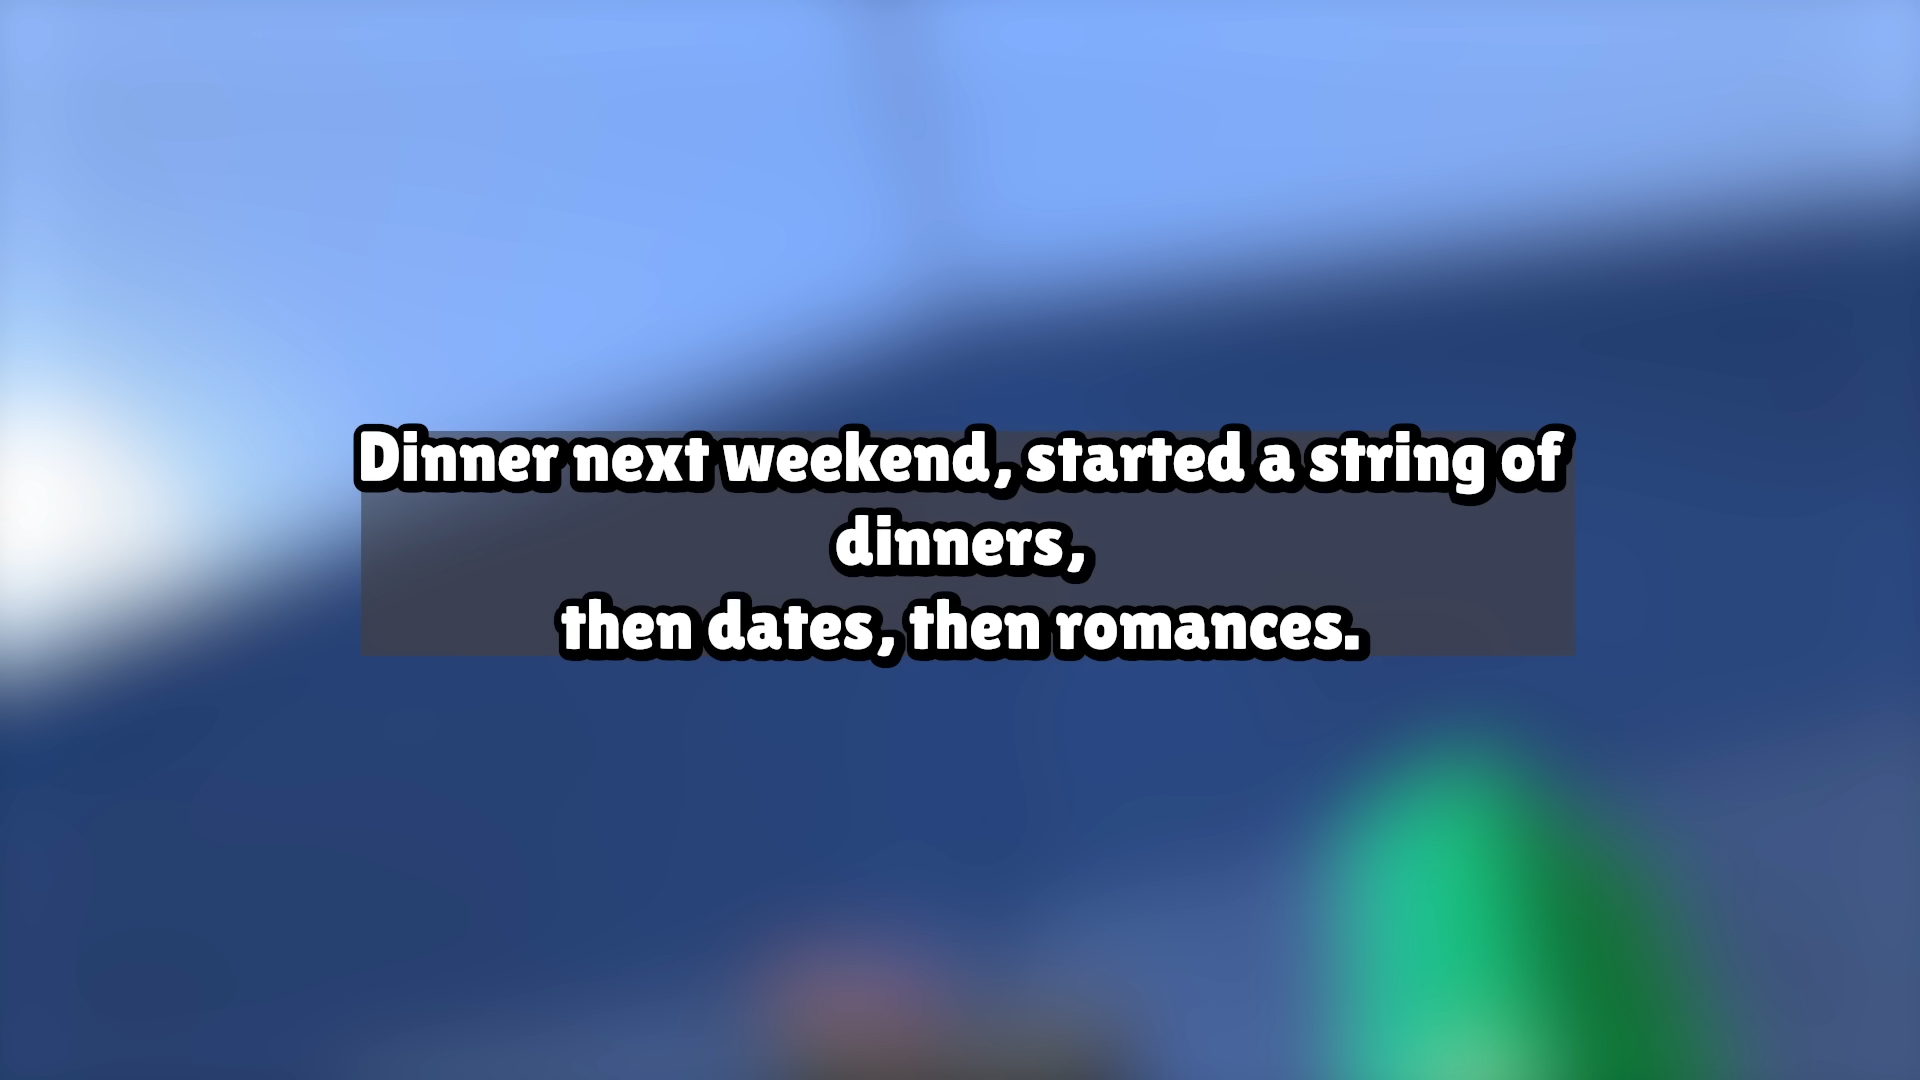 Dinner next weekend, started a string of
dinners,
then dates, then romances.